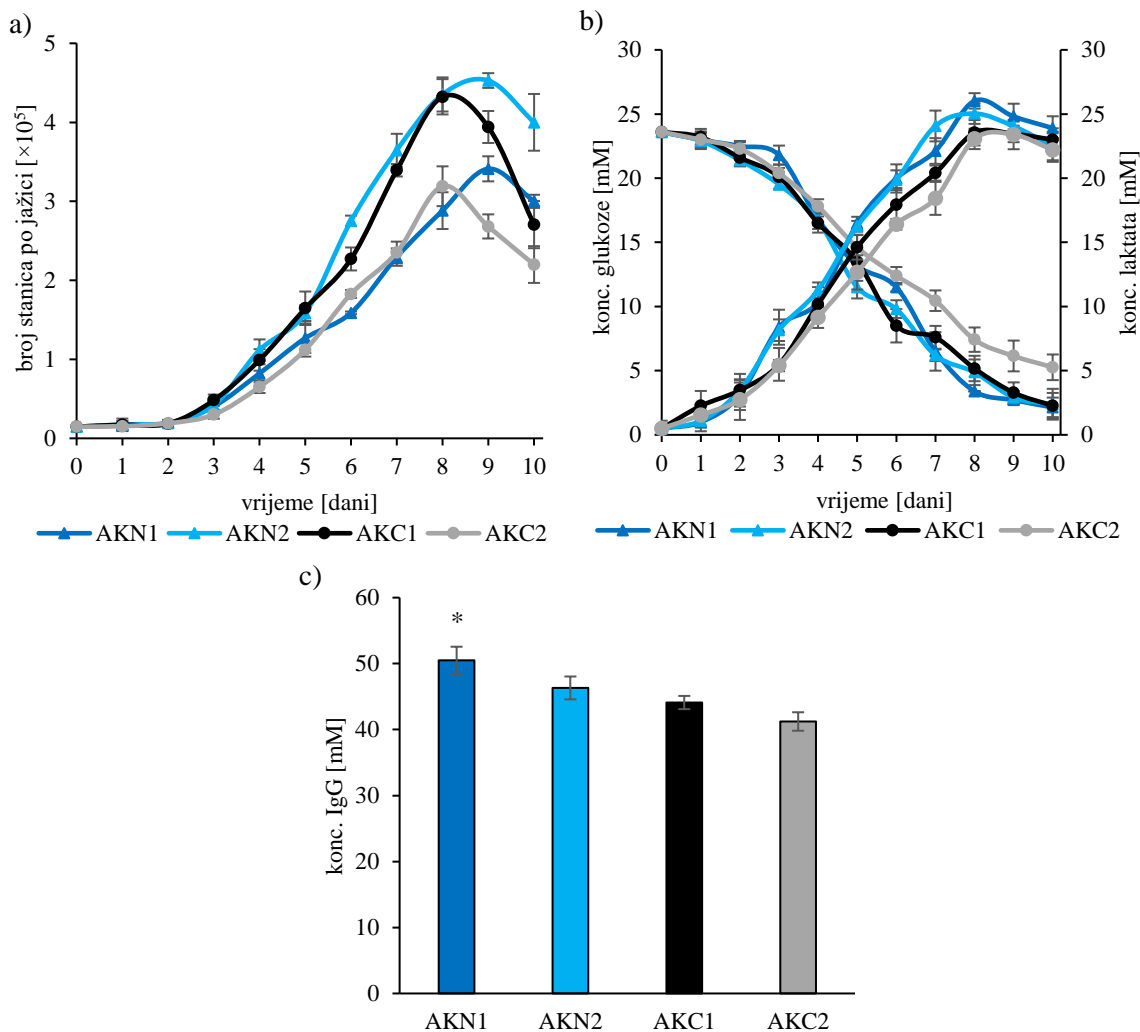 a)
broj stanica po jažici [×10⁵]
5
4
3
2
1
0
0 1 2 3 4 5 6 7 8 9 10
vrijeme [dani]
AKN1 AKN2 AKC1 AKC2
b)
konc. glukoze [mM]
30
25
20
15
10
5
0
30
25
20
15
10
5
0
konc. laktata [mM]
0 1 2 3 4 5 6 7 8 9 10
vrijeme [dani]
AKN1 AKN2 AKC1 AKC2
c)
konc. IgG [mM]
60
50
40
30
20
10
0
*
AKN1 AKN2 AKC1 AKC2